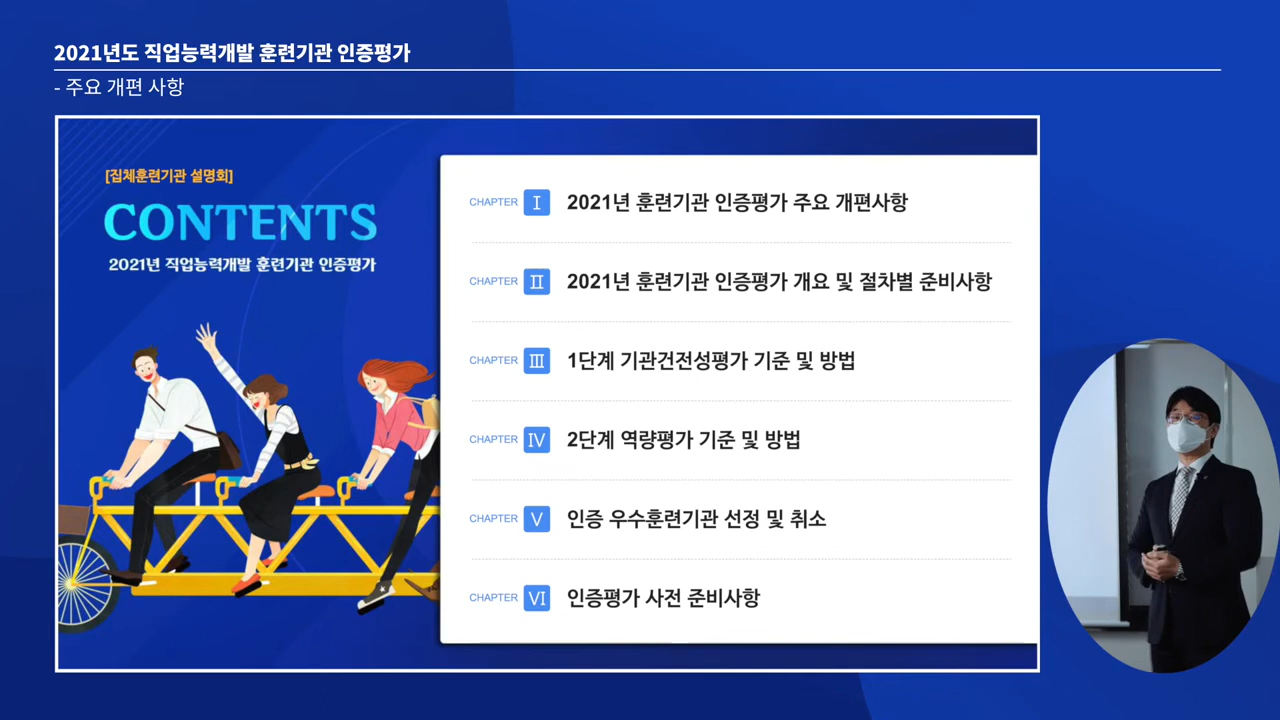 2021년도 직업능력개발 훈련기관 인증평가
- 주요 개편 사항
[집체훈련기관 설명회]
CONTENTS
2021년 직업능력개발 훈련기관 인증평가
CHAPTER Ⅰ 2021년 훈련기관 인증평가 주요 개편사항
CHAPTER Ⅱ 2021년 훈련기관 인증평가 개요 및 절차별 준비사항
CHAPTER Ⅲ 1단계 기관건전성평가 기준 및 방법
CHAPTER Ⅳ 2단계 역량평가 기준 및 방법
CHAPTER Ⅴ 인증 우수훈련기관 선정 및 취소
CHAPTER Ⅵ 인증평가 사전 준비사항